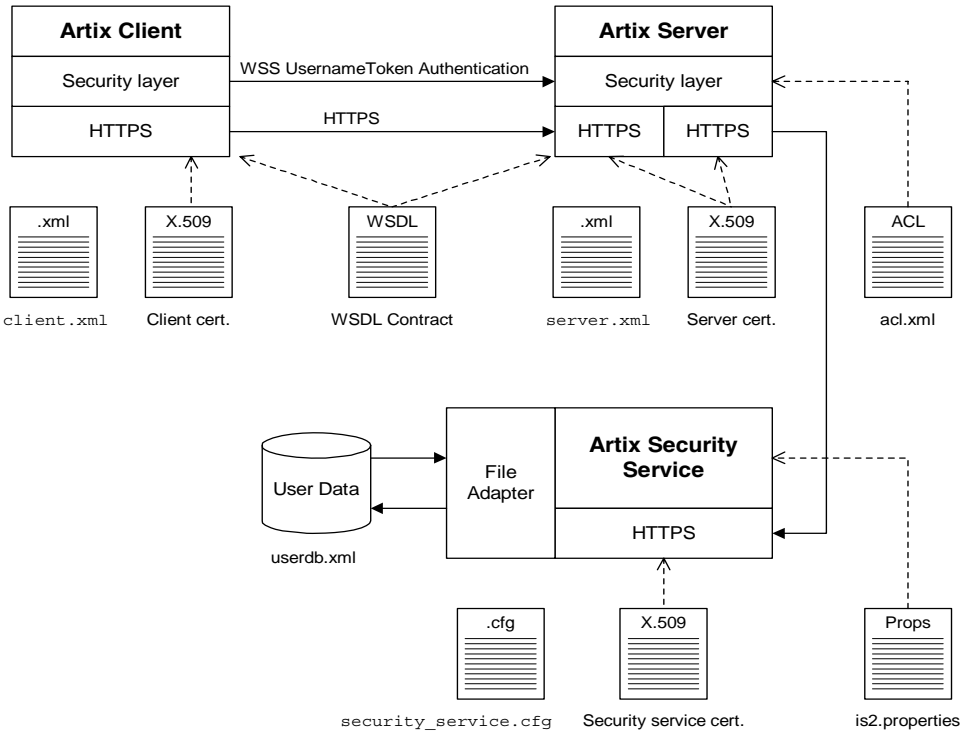 Artix Client
Artix Server
WSS UsernameToken Authentication
Security layer
Security layer
HTTPS
HTTPS
HTTPS
HTTPS
.xml
X.509
WSDL
.xml
X.509
ACL
client.xml
Client cert.
WSDL Contract
server.xml
Server cert.
acl.xml
User Data
File
Adapter
Artix Security
Service
HTTPS
userdb.xml
.cfg
X.509
Props
security_service.cfg
Security service cert.
is2.properties